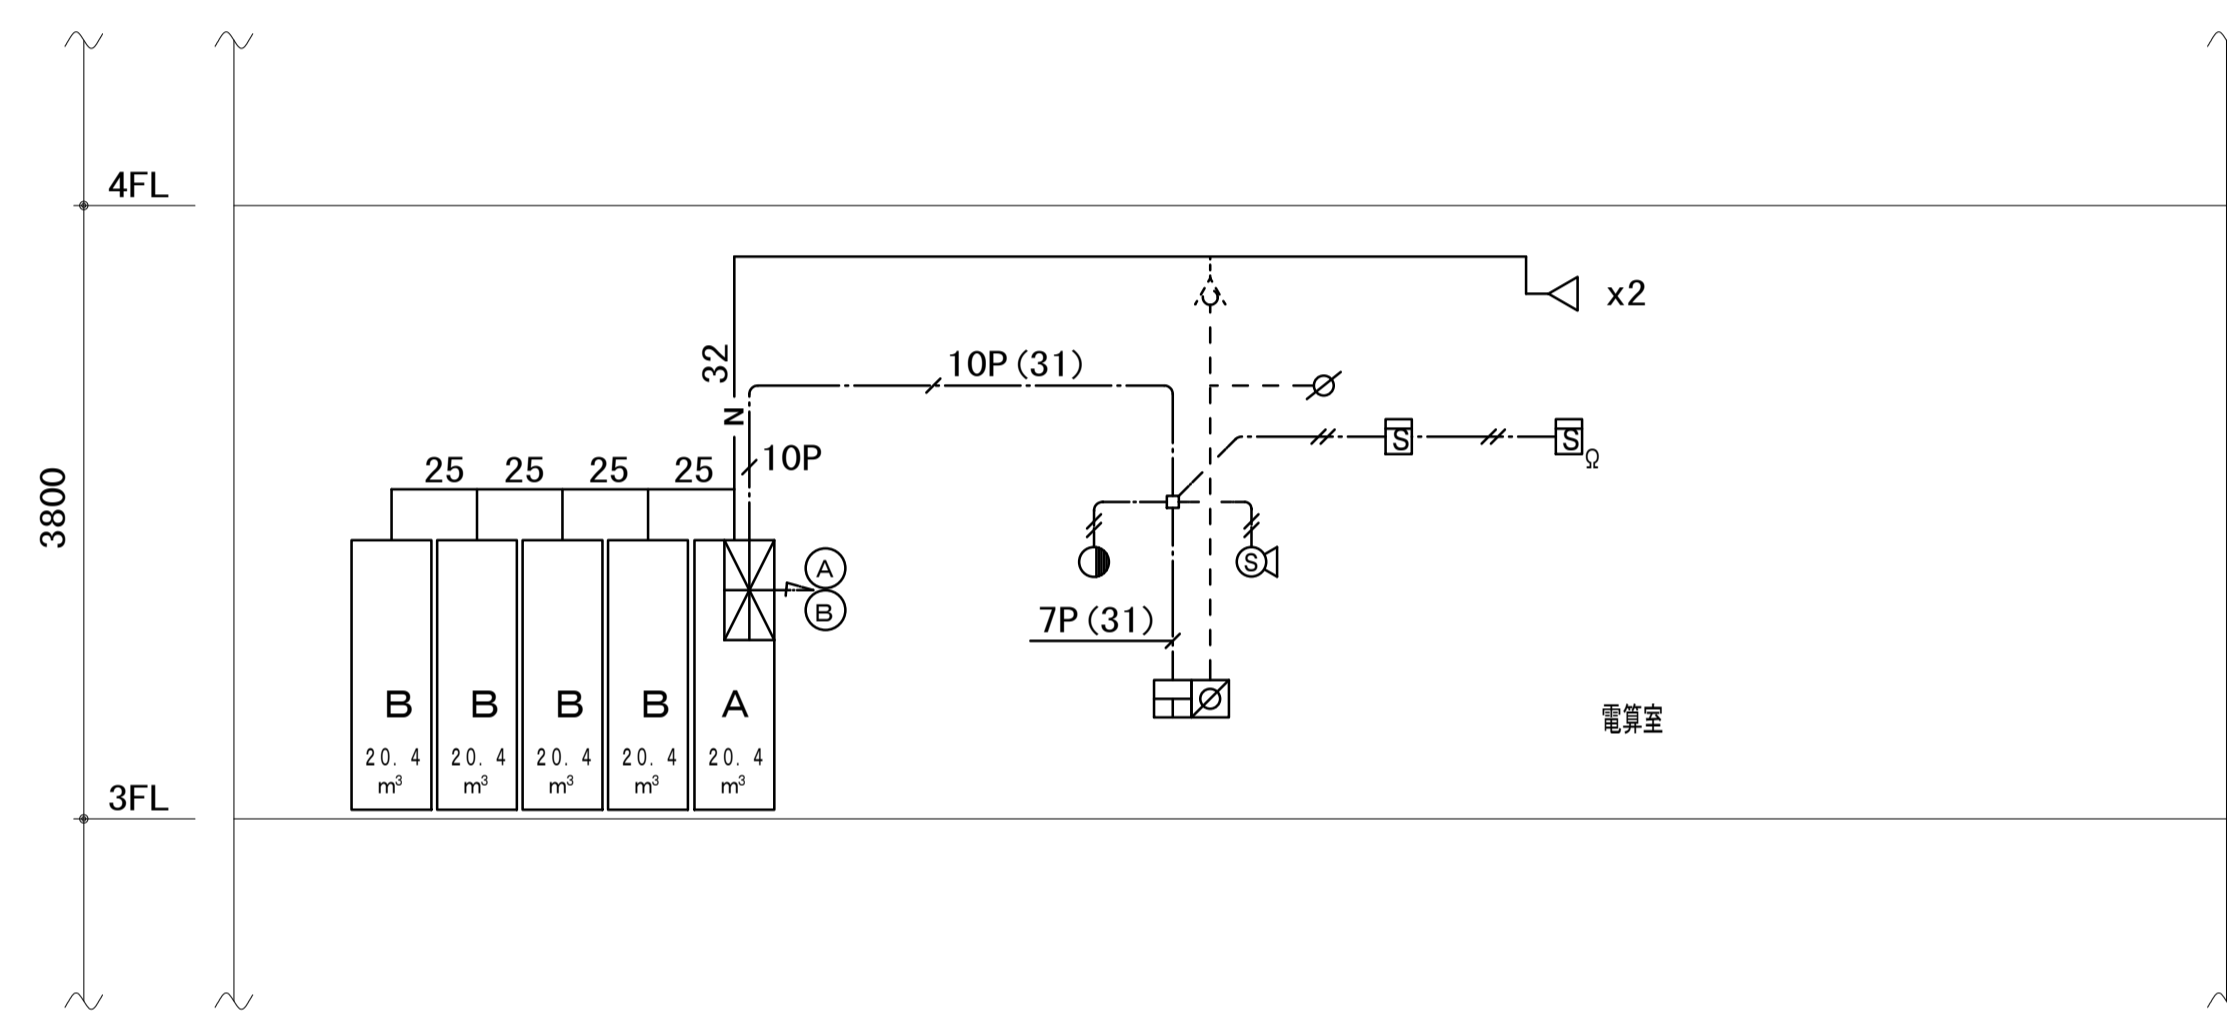 4FL
x2
32
10P(31)
N
10P
25 25 25 25
S S
Ω
3800
A
S
B
7P(31)
B B B B A
電算室
20.4 20.4 20.4 20.4 20.4
m³ m³ m³ m³ m³
3FL